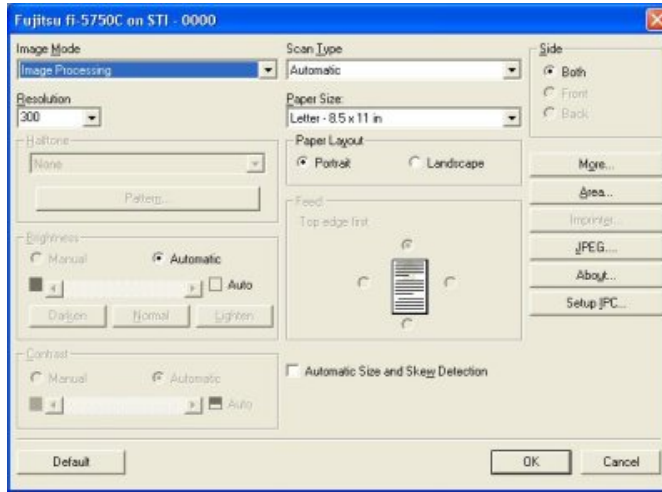 Fujitsu fi-5750C on STI - 0000
Image Mode
Image Processing
Scan Type
Automatic
Side
Both
Front
Back
Resolution
300
Paper Size:
Letter - 8.5 x 11 in
Halftone
None
Pattern...
Paper Layout
Portrait
Landscape
More...
Area...
Imprinter...
JPEG....
About...
Setup IPC...
Feed
Top edge first
Brightness
Manual
Automatic
Auto
Darken
Normal
Lighten
Contrast
Manual
Automatic
Auto
Automatic Size and Skew Detection
Default
OK
Cancel